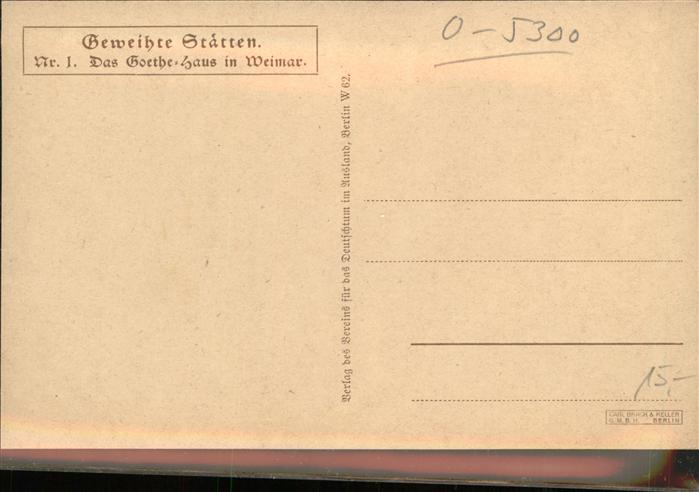 Geweihte Stätten.
Nr. 1. Das Goethe-Haus in Weimar.
O-5300
Verlag des Vereins für das Deutschtum im Ausland, Berlin W 62.
15,-
CARL & KELLER
G.M.B.H. BERLIN